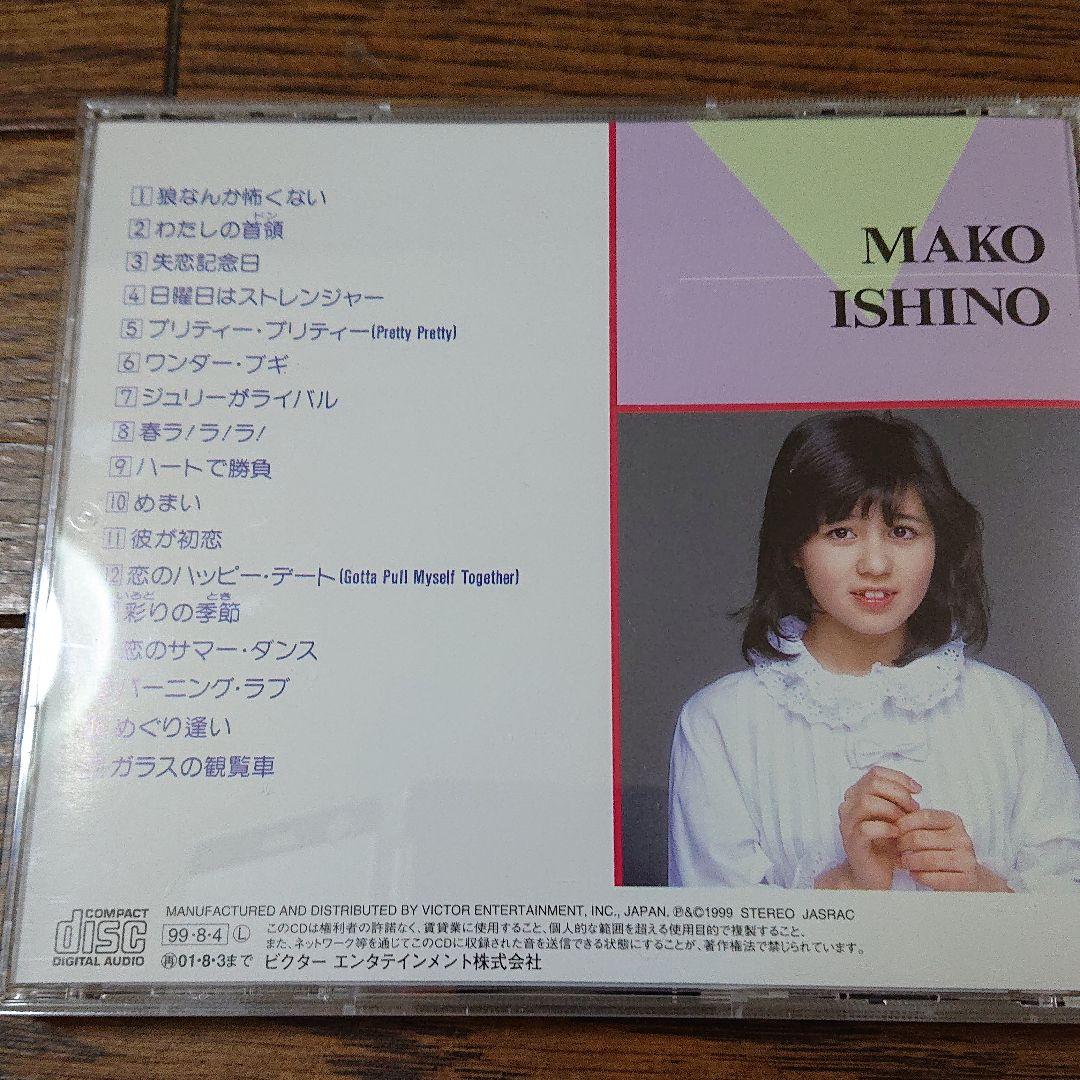 1 狼なんか怖くない
ドン
2 わたしの首領
3 失恋記念日
4 日曜日はストレンジャー
5 プリティー・プリティー(Pretty Pretty)
6 ワンダー・ブギ
7 ジュリーがライバル
8 春ラ!ラ!ラ!
9 ハートで勝負
10 めまい
11 彼が初恋
12 恋のハッピー・デート(Gotta Pull Myself Together)
いろど とき
彩りの季節
恋のサマー・ダンス
バーニング・ラブ
めぐり逢い
ガラスの観覧車
MAKO
ISHINO
COMPACT
disc
DIGITAL AUDIO
MANUFACTURED AND DISTRIBUTED BY VICTOR ENTERTAINMENT, INC., JAPAN. ℗&©1999 STEREO JASRAC
99・8・4 Ⓛ
このCDは権利者の許諾なく、賃貸業に使用すること、個人的な範囲を超える使用目的で複製すること、
また、ネットワーク等を通じてこのCDに収録された音を送信できる状態にすることが、著作権法で禁じられています。
再01・8・3まで ビクター エンタテインメント株式会社